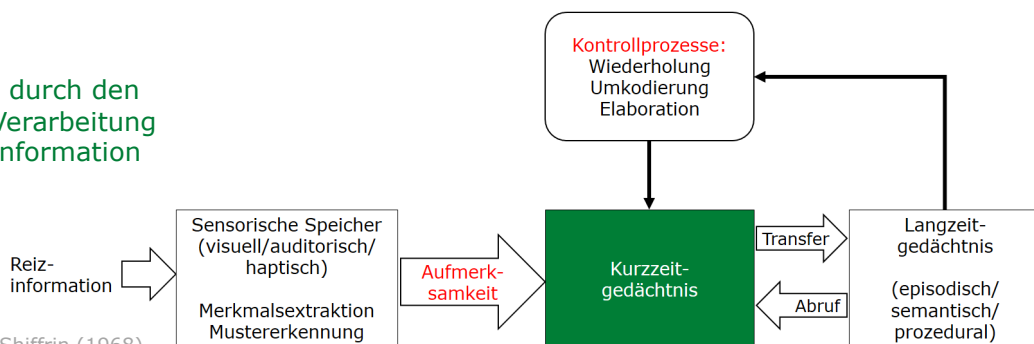 durch den
Verarbeitung
nformation
Kontrollprozesse:
Wiederholung
Umkodierung
Elaboration
Reiz-
information
Sensorische Speicher
(visuell/auditorisch/
haptisch)
Merkmalsextraktion
Mustererkennung
Aufmerk-
samkeit
Kurzzeit-
gedächtnis
Transfer
Abruf
Langzeit-
gedächtnis
(episodisch/
semantisch/
prozedural)
Shiffrin (1968)